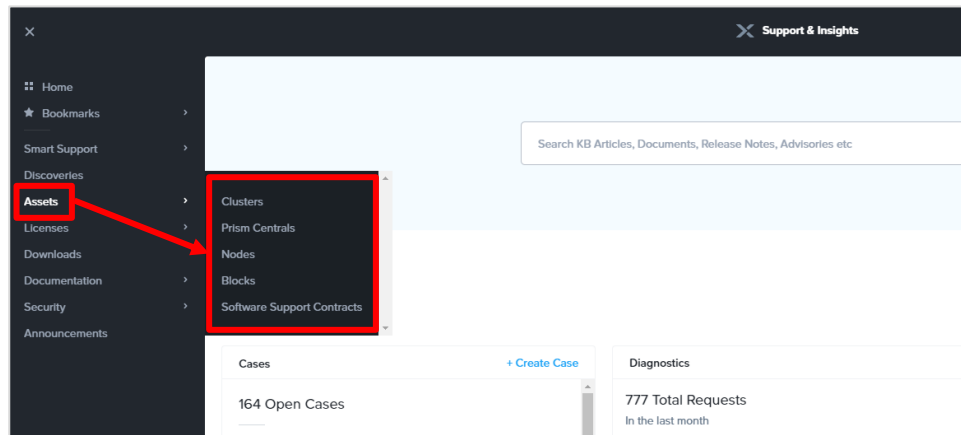 Support & Insights
Home
Bookmarks
Smart Support
Discoveries
Assets
Licenses
Downloads
Documentation
Security
Announcements
Clusters
Prism Centrals
Nodes
Blocks
Software Support Contracts
Search KB Articles, Documents, Release Notes, Advisories etc
Cases
+ Create Case
164 Open Cases
Diagnostics
777 Total Requests
In the last month